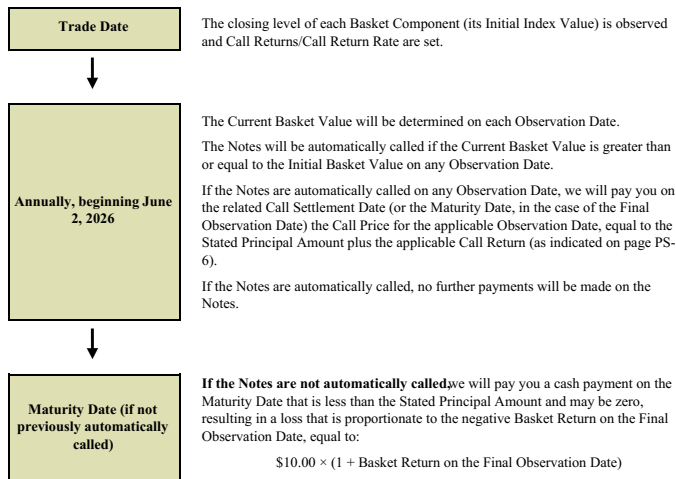 Trade Date
The closing level of each Basket Component (its Initial Index Value) is observed
and Call Returns/Call Return Rate are set.
Annually, beginning June
2, 2026
The Current Basket Value will be determined on each Observation Date.
The Notes will be automatically called if the Current Basket Value is greater than
or equal to the Initial Basket Value on any Observation Date.
If the Notes are automatically called on any Observation Date, we will pay you on
the related Call Settlement Date (or the Maturity Date, in the case of the Final
Observation Date) the Call Price for the applicable Observation Date, equal to the
Stated Principal Amount plus the applicable Call Return (as indicated on page PS-
6).
If the Notes are automatically called, no further payments will be made on the
Notes.
Maturity Date (if not
previously automatically
called)
If the Notes are not automatically called, we will pay you a cash payment on the
Maturity Date that is less than the Stated Principal Amount and may be zero,
resulting in a loss that is proportionate to the negative Basket Return on the Final
Observation Date, equal to:
$10.00 × (1 + Basket Return on the Final Observation Date)